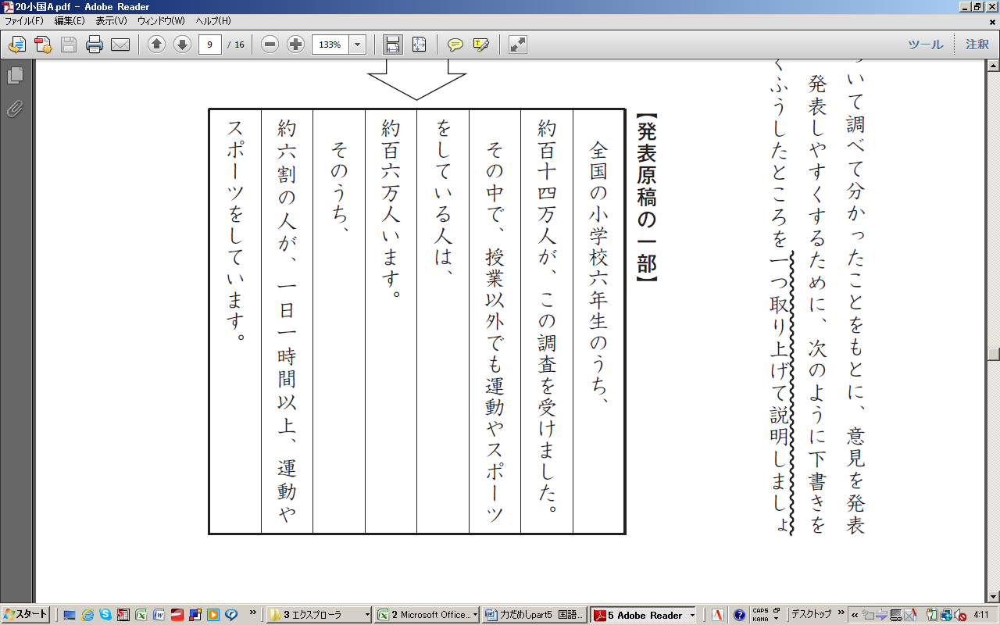 20小国A.pdf - Adobe Reader
ファイル(F) 編集(E) 表示(V) ウィンドウ(W) ヘルプ(H)
9 / 16
133%
ツール 注釈
いて調べて分かったことをもとに、意見を発表
発表しやすくするために、次のように下書きを
くふうしたところを一つ取り上げて説明しましょ
【発表原稿の一部】
全国の小学校六年生のうち、
約百十四万人が、この調査を受けました。
その中で、授業以外でも運動やスポーツ
をしている人は、
約百六万人います。
そのうち、
約六割の人が、一日一時間以上、運動や
スポーツをしています。
スタート
3 エクスプローラ
2 Microsoft Office...
力だめしpart5 国語...
5 Adobe Reader
CAPS
KANA
デスクトップ
4:11